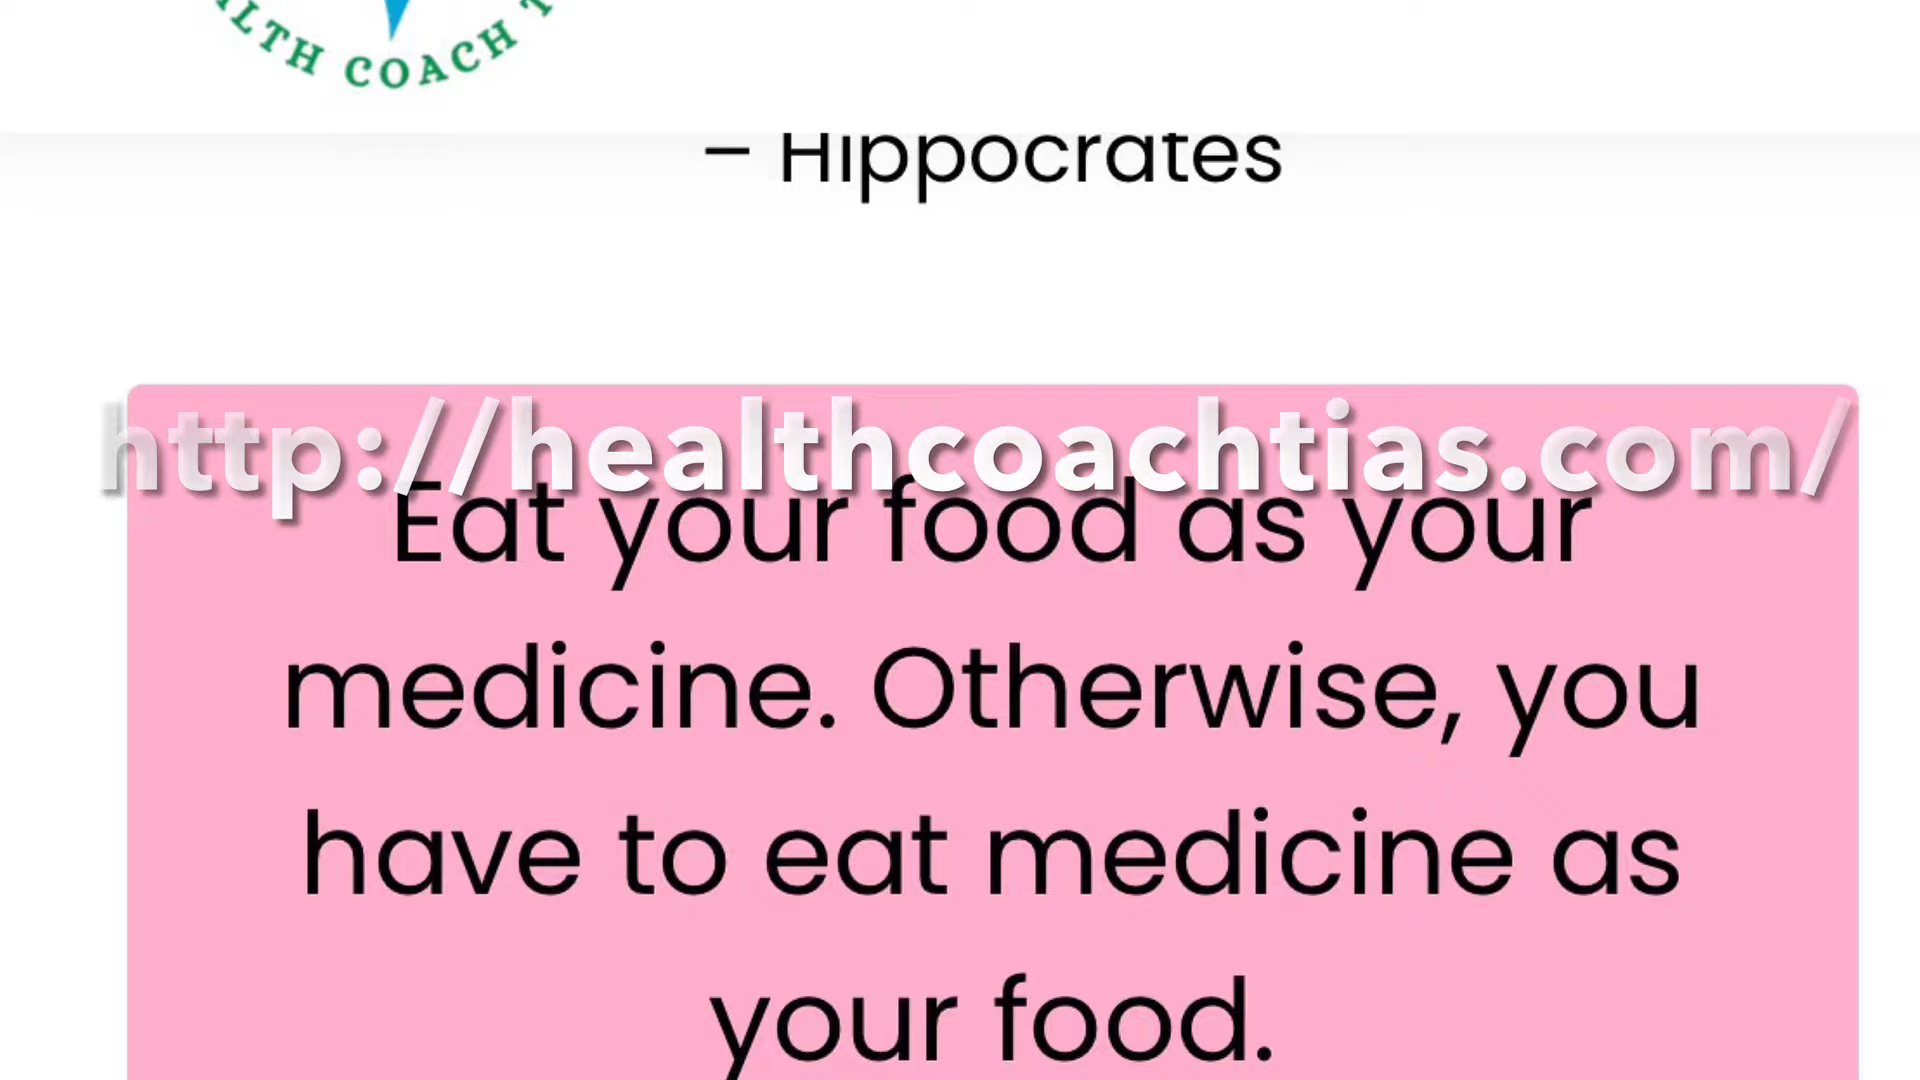 COACH
– Hippocrates
http://healthcoachtias.com/
Eat your food as your
medicine. Otherwise, you
have to eat medicine as
your food.